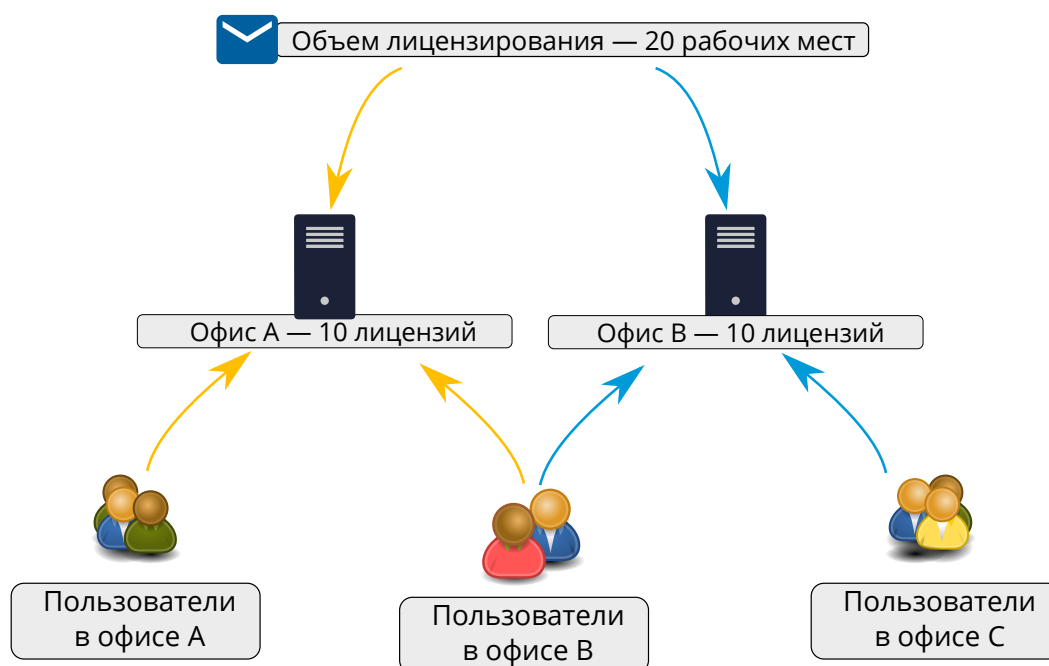 Объем лицензирования — 20 рабочих мест
Офис A — 10 лицензий
Офис B — 10 лицензий
Пользователи
в офисе A
Пользователи
в офисе B
Пользователи
в офисе C